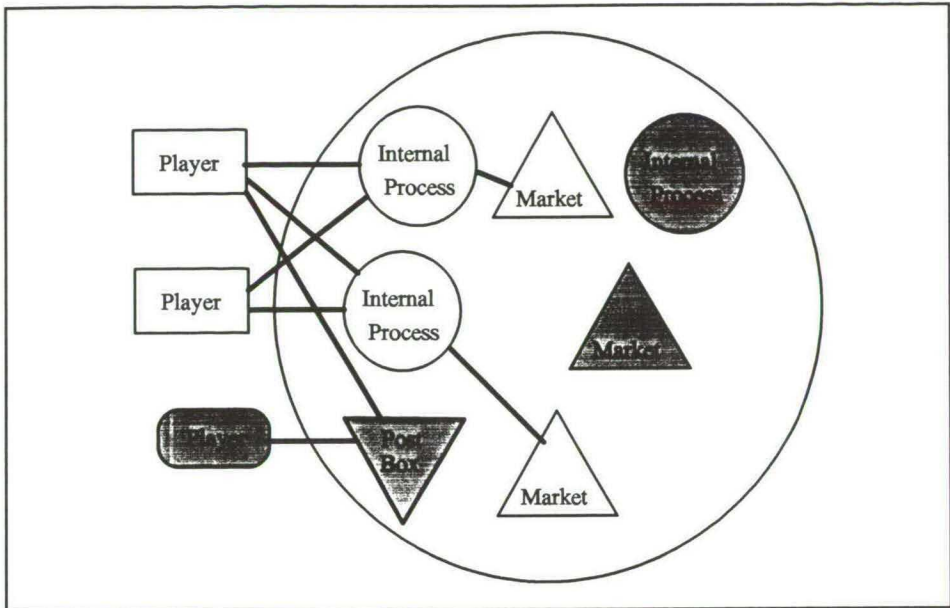 Player
Internal
Process
Market
Internal
Process
Player
Internal
Process
Market
Player
Post
Box
Market